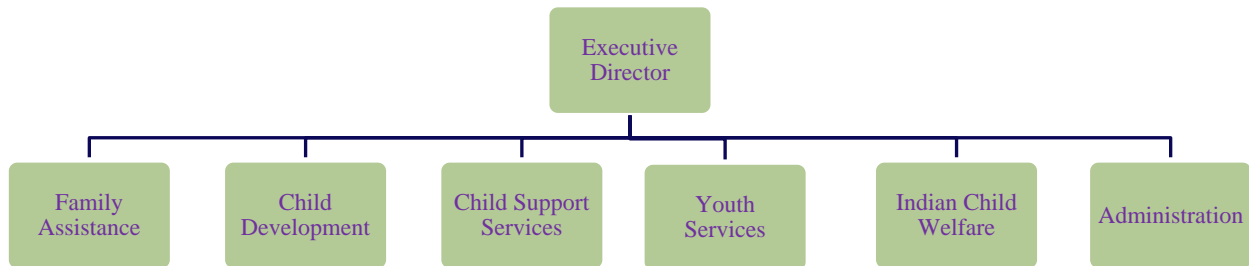 Executive
Director
Family
Assistance
Child
Development
Child Support
Services
Youth
Services
Indian Child
Welfare
Administration